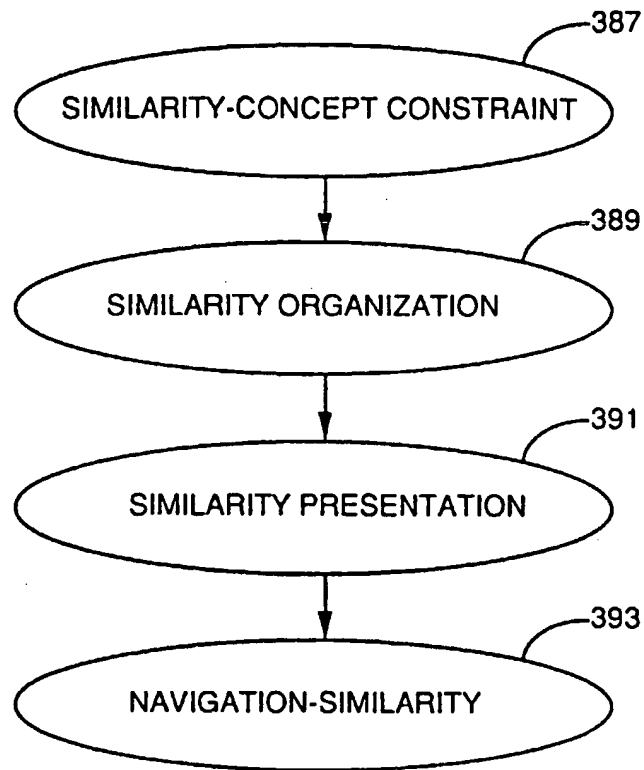 387
SIMILARITY-CONCEPT CONSTRAINT
389
SIMILARITY ORGANIZATION
391
SIMILARITY PRESENTATION
393
NAVIGATION-SIMILARITY